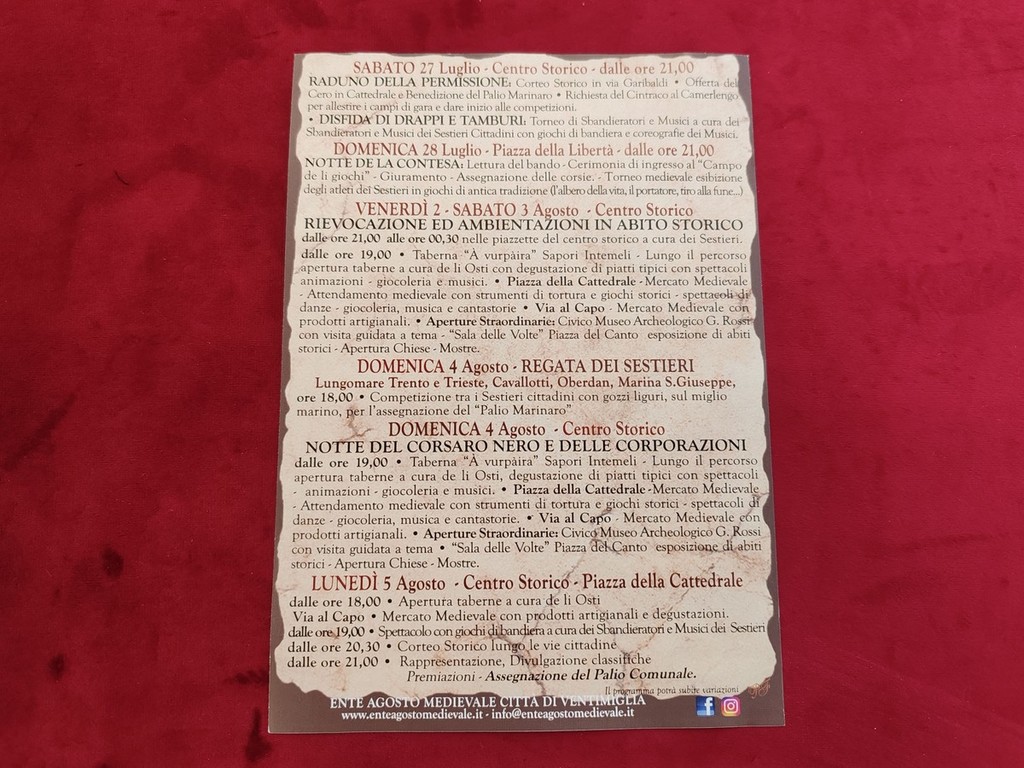 SABATO 27 Luglio - Centro Storico - dalle ore 21,00
RADUNO DELLA PERMISSIONE: Corteo Storico in via Garibaldi • Offerta del
Cero in Cattedrale e Benedizione del Palio Marinaro • Richiesta del Cintraco al Camerlengo
per allestire i campi di gara e dare inizio alle competizioni.
• DISFIDA DI DRAPPI E TAMBURI: Torneo di Sbandieratori e Musici a cura dei
Sbandieratori e Musici dei Sestieri Cittadini con giochi di bandiera e coreografie dei Musici.
DOMENICA 28 Luglio - Piazza della Libertà - dalle ore 21,00
NOTTE DE LA CONTESA: Lettura del bando - Cerimonia di ingresso al "Campo
de li giochi" - Giuramento - Assegnazione delle corsie. - Torneo medievale esibizione
degli atleti dei Sestieri in giochi di antica tradizione (l'albero della vita, il portatore, tiro alla fune...)
VENERDÌ 2 - SABATO 3 Agosto - Centro Storico
RIEVOCAZIONE ED AMBIENTAZIONI IN ABITO STORICO
dalle ore 21,00 alle ore 00,30 nelle piazzette del centro storico a cura dei Sestieri.
dalle ore 19,00 • Taberna "À vurpàira" Sapori Intemeli - Lungo il percorso
apertura taberne a cura de li Osti con degustazione di piatti tipici con spettacoli
animazioni - giocoleria e musici. • Piazza della Cattedrale - Mercato Medievale
- Attendamento medievale con strumenti di tortura e giochi storici - spettacoli di
danze - giocoleria, musica e cantastorie • Via al Capo - Mercato Medievale con
prodotti artigianali. • Aperture Straordinarie: Civico Museo Archeologico G. Rossi
con visita guidata a tema - "Sala delle Volte" Piazza del Canto esposizione di abiti
storici - Apertura Chiese - Mostre.
DOMENICA 4 Agosto - REGATA DEI SESTIERI
Lungomare Trento e Trieste, Cavallotti, Oberdan, Marina S.Giuseppe,
ore 18,00 • Competizione tra i Sestieri cittadini con gozzi liguri, sul miglio
marino, per l'assegnazione del "Palio Marinaro"
DOMENICA 4 Agosto - Centro Storico
NOTTE DEL CORSARO NERO E DELLE CORPORAZIONI
dalle ore 19,00 • Taberna "À vurpàira" Sapori Intemeli - Lungo il percorso
apertura taberne a cura de li Osti, degustazione di piatti tipici con spettacoli
- animazioni - giocoleria e musici. • Piazza della Cattedrale -Mercato Medievale
- Attendamento medievale con strumenti di tortura e giochi storici - spettacoli di
danze - giocoleria, musica e cantastorie. • Via al Capo - Mercato Medievale con
prodotti artigianali. • Aperture Straordinarie: Civico Museo Archeologico G. Rossi
con visita guidata a tema • "Sala delle Volte" Piazza del Canto esposizione di abiti
storici - Apertura Chiese - Mostre.
LUNEDÌ 5 Agosto - Centro Storico - Piazza della Cattedrale
dalle ore 18,00 • Apertura taberne a cura de li Osti
Via al Capo • Mercato Medievale con prodotti artigianali e degustazioni.
dalle ore 19,00 • Spettacolo con giochi di bandiera a cura dei Sbandieratori e Musici dei Sestieri
dalle ore 20,30 • Corteo Storico lungo le vie cittadine
dalle ore 21,00 • Rappresentazione, Divulgazione classifiche
Premiazioni - Assegnazione del Palio Comunale.
Il programma potrà subire variazioni
ENTE AGOSTO MEDIEVALE CITTÀ DI VENTIMIGLIA
www.enteagostomedievale.it - info@enteagostomedievale.it